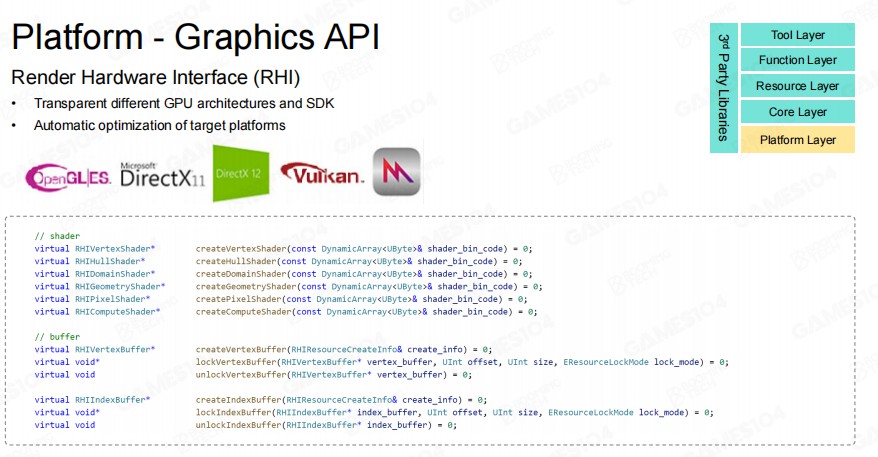 Platform - Graphics API
Render Hardware Interface (RHI)
• Transparent different GPU architectures and SDK
• Automatic optimization of target platforms
3rd Party Libraries
Tool Layer
Function Layer
Resource Layer
Core Layer
Platform Layer
OpenGL|ES.
Microsoft
DirectX11
DirectX 12
Vulkan.
// shader
virtual RHIVertexShader* createVertexShader(const DynamicArray<UByte>& shader_bin_code) = 0;
virtual RHIHullShader* createHullShader(const DynamicArray<UByte>& shader_bin_code) = 0;
virtual RHIDomainShader* createDomainShader(const DynamicArray<UByte>& shader_bin_code) = 0;
virtual RHIGeometryShader* createGeometryShader(const DynamicArray<UByte>& shader_bin_code) = 0;
virtual RHIPixelShader* createPixelShader(const DynamicArray<UByte>& shader_bin_code) = 0;
virtual RHIComputeShader* createComputeShader(const DynamicArray<UByte>& shader_bin_code) = 0;
// buffer
virtual RHIVertexBuffer* createVertexBuffer(RHIResourceCreateInfo& create_info) = 0;
virtual void* lockVertexBuffer(RHIVertexBuffer* vertex_buffer, UInt offset, UInt size, EResourceLockMode lock_mode) = 0;
virtual void unlockVertexBuffer(RHIVertexBuffer* vertex_buffer) = 0;
virtual RHIIndexBuffer* createIndexBuffer(RHIResourceCreateInfo& create_info) = 0;
virtual void* lockIndexBuffer(RHIIndexBuffer* index_buffer, UInt offset, UInt size, EResourceLockMode lock_mode) = 0;
virtual void unlockIndexBuffer(RHIIndexBuffer* index_buffer) = 0;
GAMES104